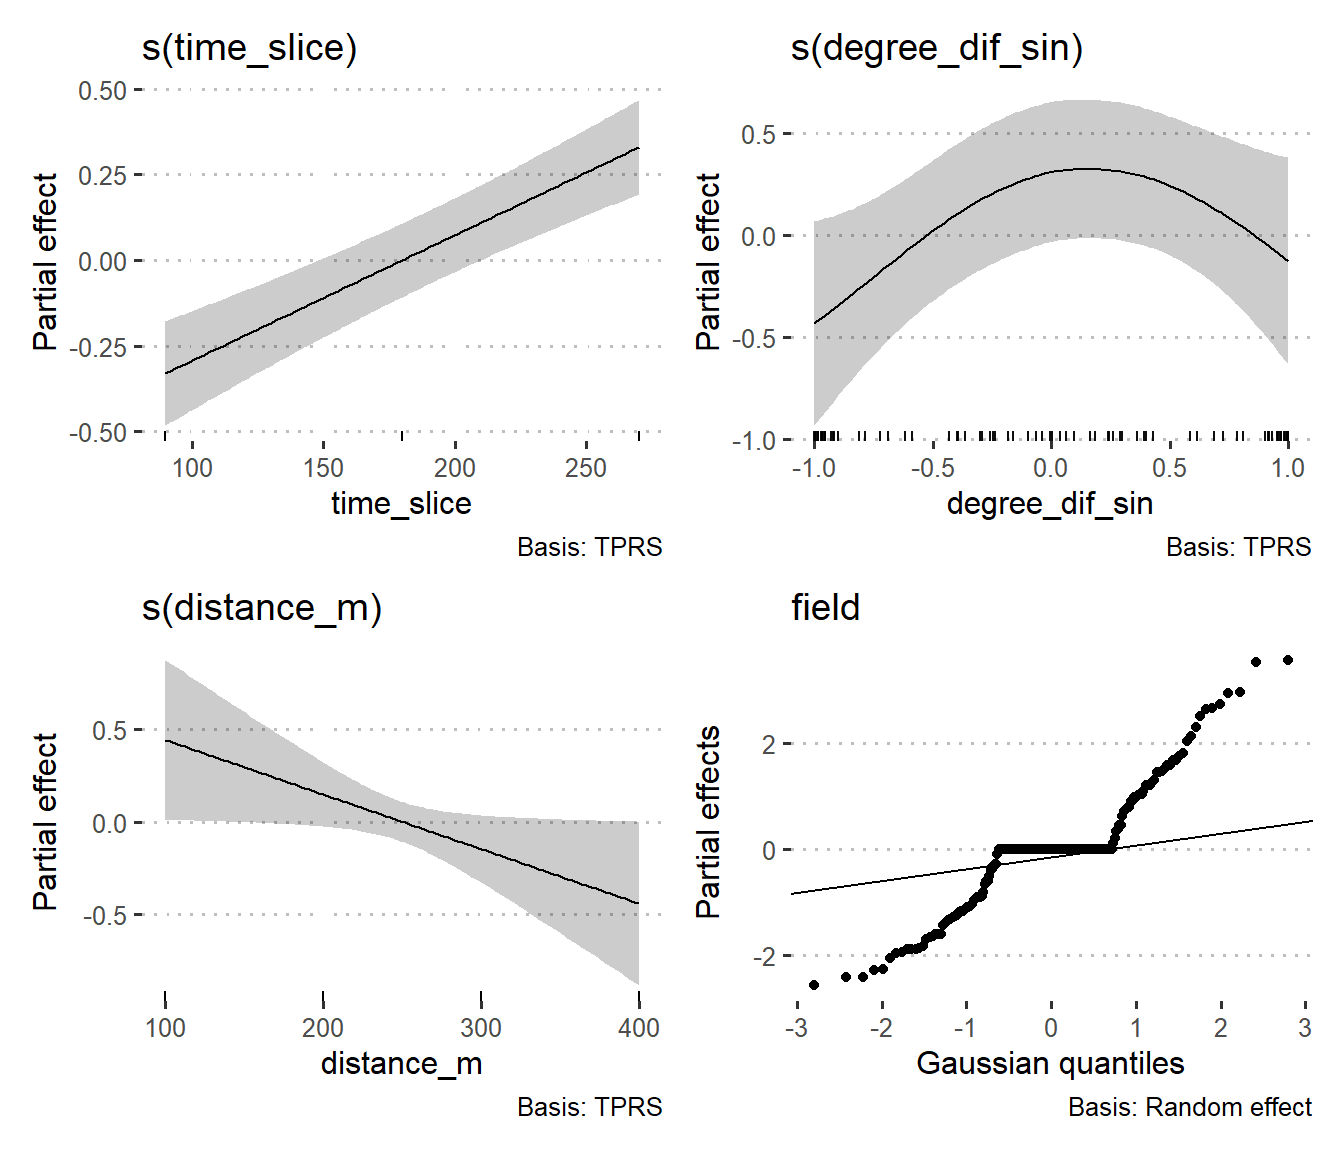 s(time_slice)
0.50
0.25
0.00
-0.25
-0.50
Partial effect
100 150 200 250
time_slice
Basis: TPRS
s(degree_dif_sin)
0.5
0.0
-0.5
-1.0
Partial effect
-1.0 -0.5 0.0 0.5 1.0
degree_dif_sin
Basis: TPRS
s(distance_m)
0.5
0.0
-0.5
Partial effect
100 200 300 400
distance_m
Basis: TPRS
field
2
0
-2
Partial effects
-3 -2 -1 0 1 2 3
Gaussian quantiles
Basis: Random effect